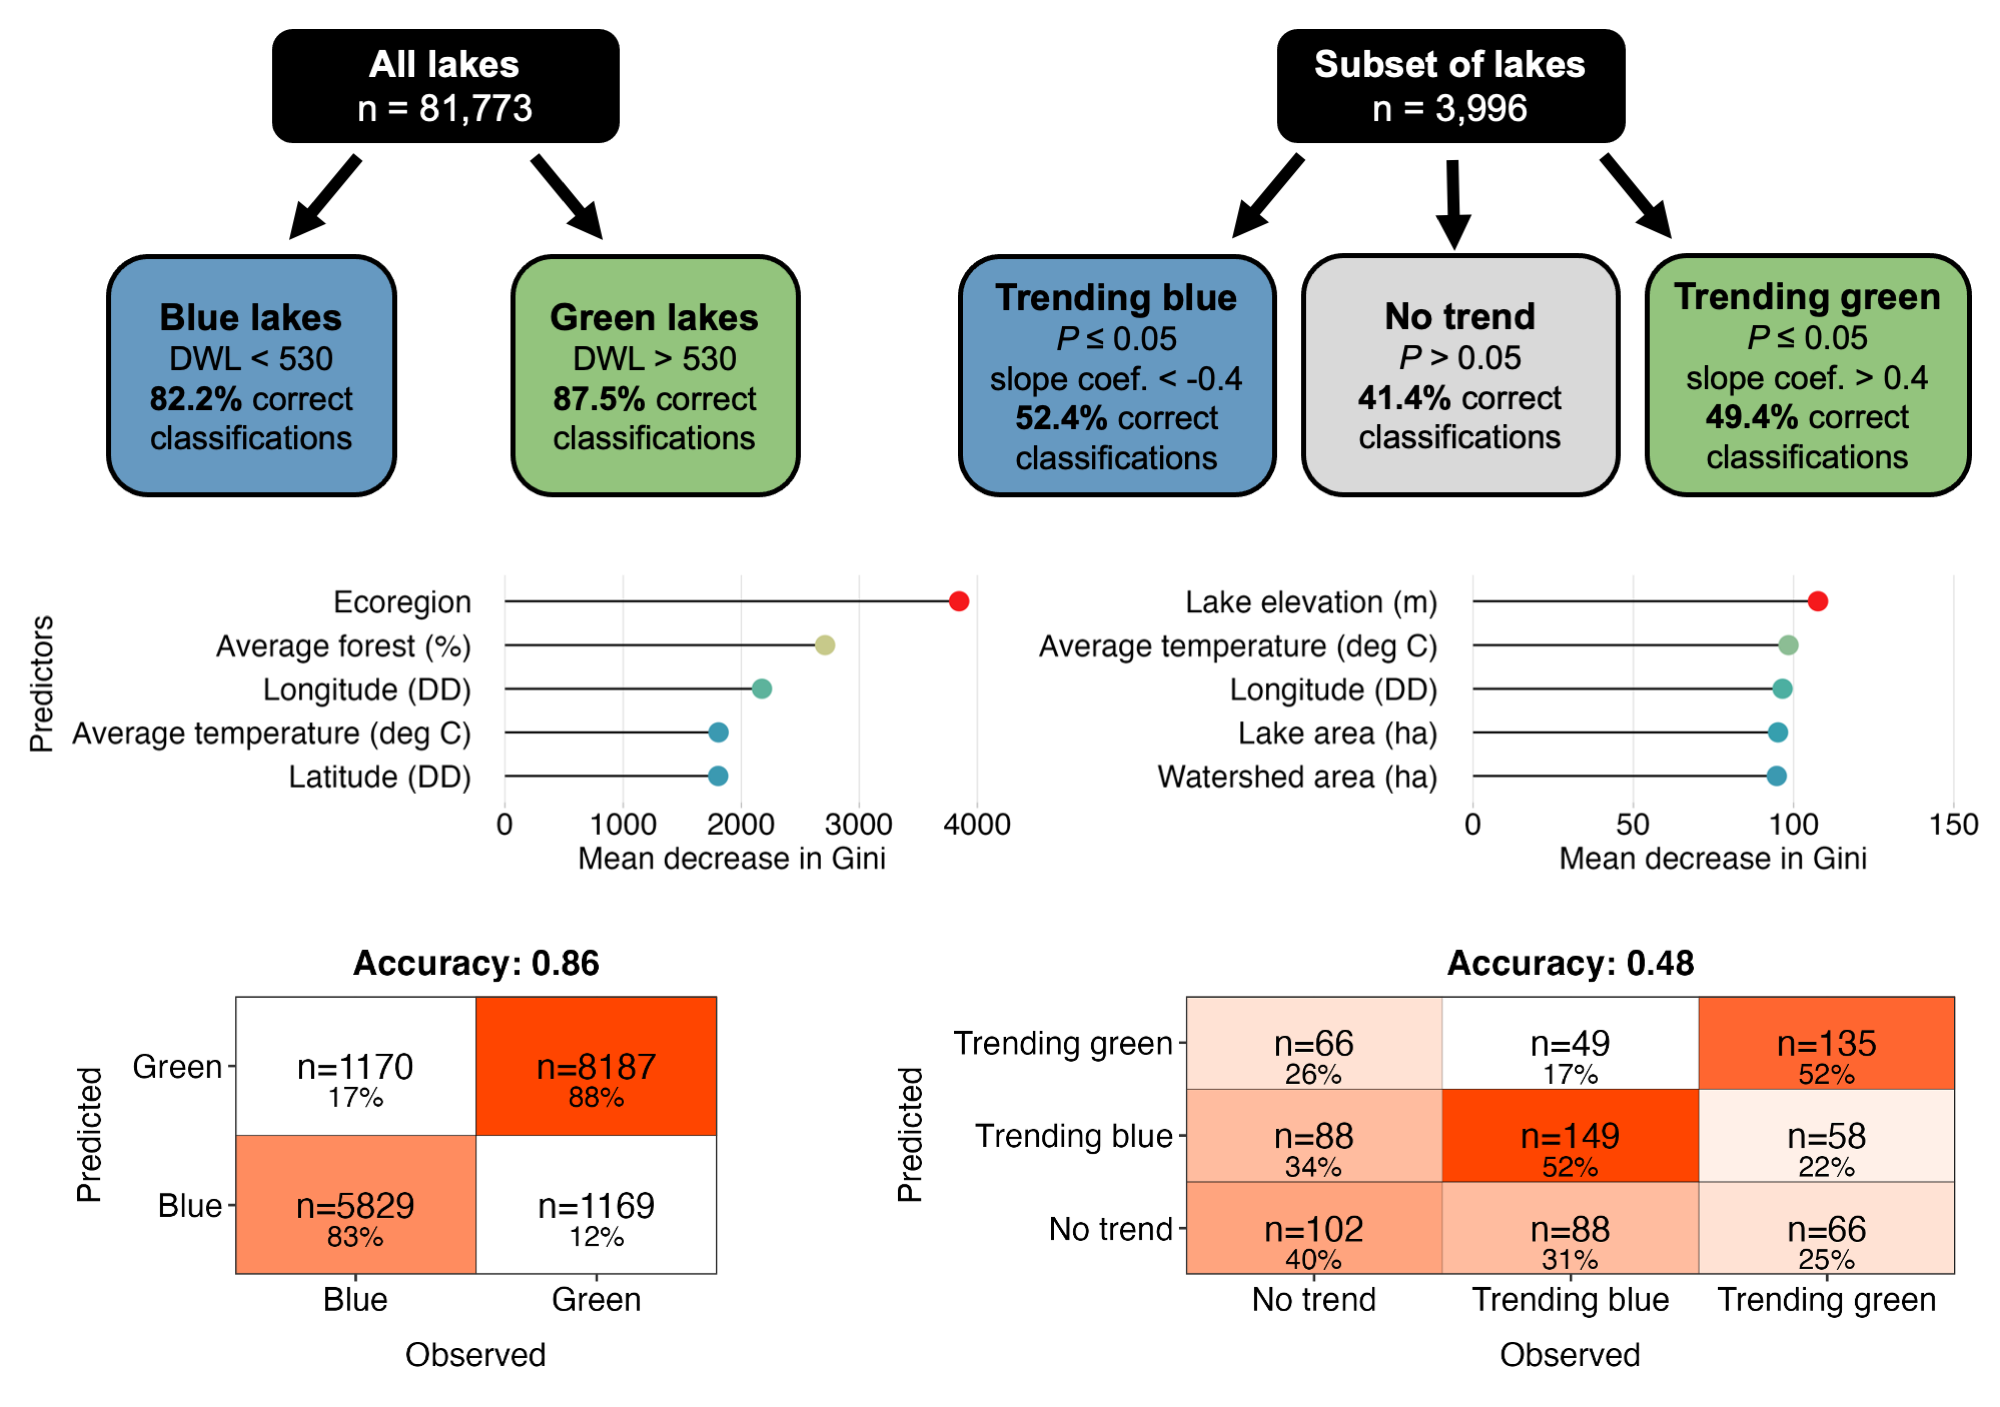 All lakes
n = 81,773
Subset of lakes
n = 3,996
Blue lakes
DWL < 530
82.2% correct
classifications
Green lakes
DWL > 530
87.5% correct
classifications
Trending blue
P ≤ 0.05
slope coef. < -0.4
52.4% correct
classifications
No trend
P > 0.05
41.4% correct
classifications
Trending green
P ≤ 0.05
slope coef. > 0.4
49.4% correct
classifications
Predictors
Ecoregion
Average forest (%)
Longitude (DD)
Average temperature (deg C)
Latitude (DD)
0 1000 2000 3000 4000
Mean decrease in Gini
Lake elevation (m)
Average temperature (deg C)
Longitude (DD)
Lake area (ha)
Watershed area (ha)
0 50 100 150
Mean decrease in Gini
Accuracy: 0.86
Predicted
Green
n=1170
17%
n=8187
88%
Blue
n=5829
83%
n=1169
12%
Blue Green
Observed
Accuracy: 0.48
Predicted
Trending green
n=66
26%
n=49
17%
n=135
52%
Trending blue
n=88
34%
n=149
52%
n=58
22%
No trend
n=102
40%
n=88
31%
n=66
25%
No trend Trending blue Trending green
Observed